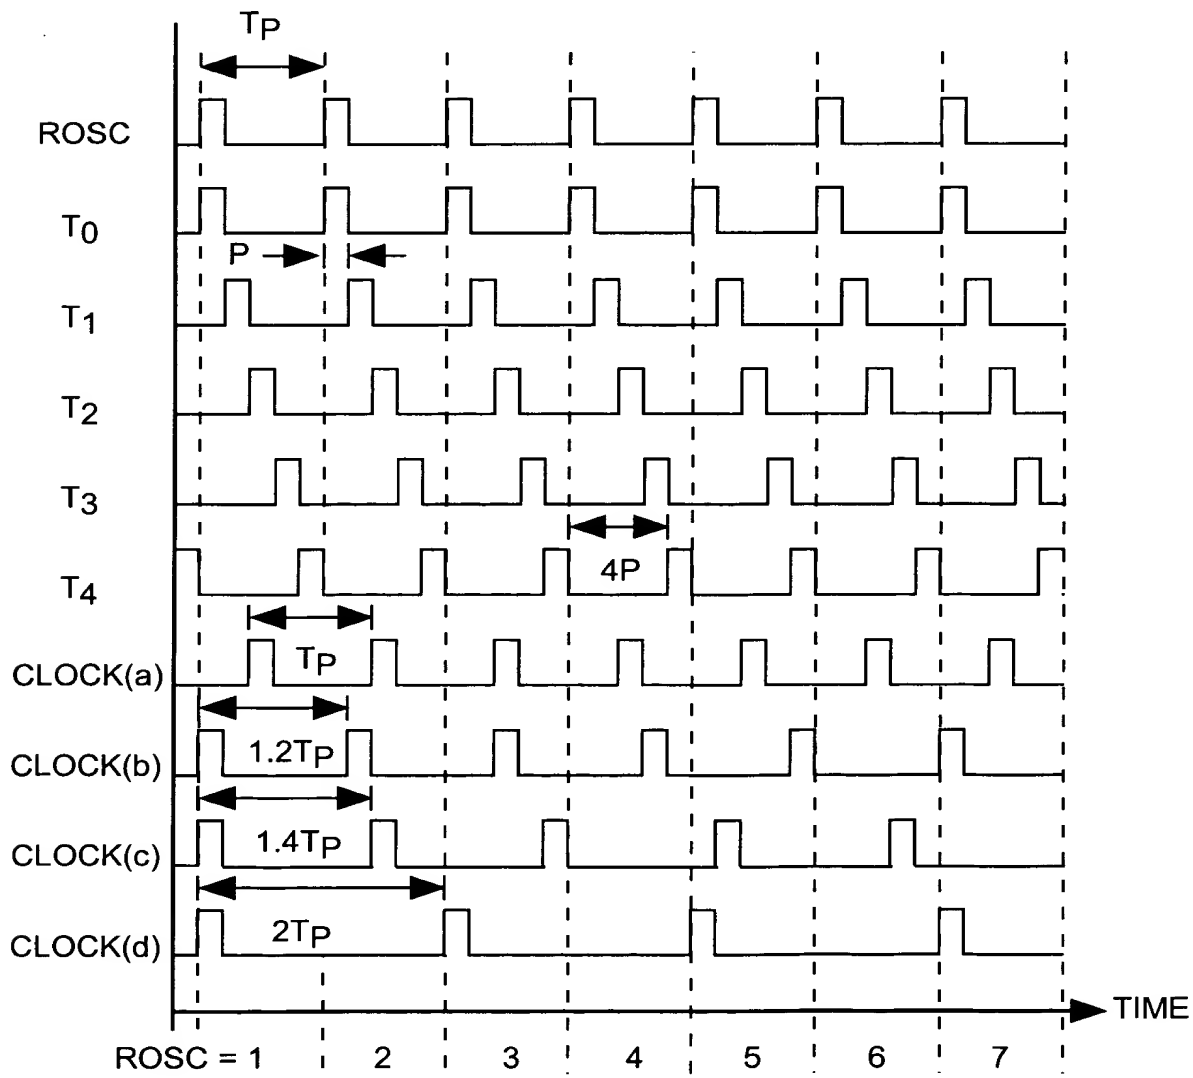 TP
ROSC
T0
P
T1
T2
T3
4P
T4
TP
CLOCK(a)
1.2TP
CLOCK(b)
1.4TP
CLOCK(c)
2TP
CLOCK(d)
TIME
ROSC = 1 2 3 4 5 6 7